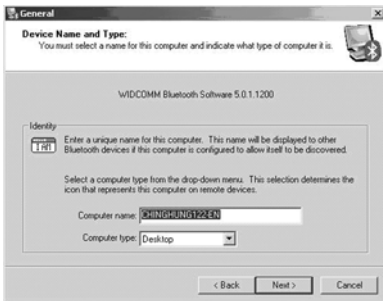 General
Device Name and Type:
You must select a name for this computer and indicate what type of computer it is.
WIDCOMM Bluetooth Software 5.0.1.1200
Identity
I AM
Enter a unique name for this computer. This name will be displayed to other
Bluetooth devices if this computer is configured to allow itself to be discovered.
Select a computer type from the drop-down menu. This selection determines the
icon that represents this computer on remote devices.
Computer name: CHINGHUNG122-EN
Computer type: Desktop
< Back Next > Cancel